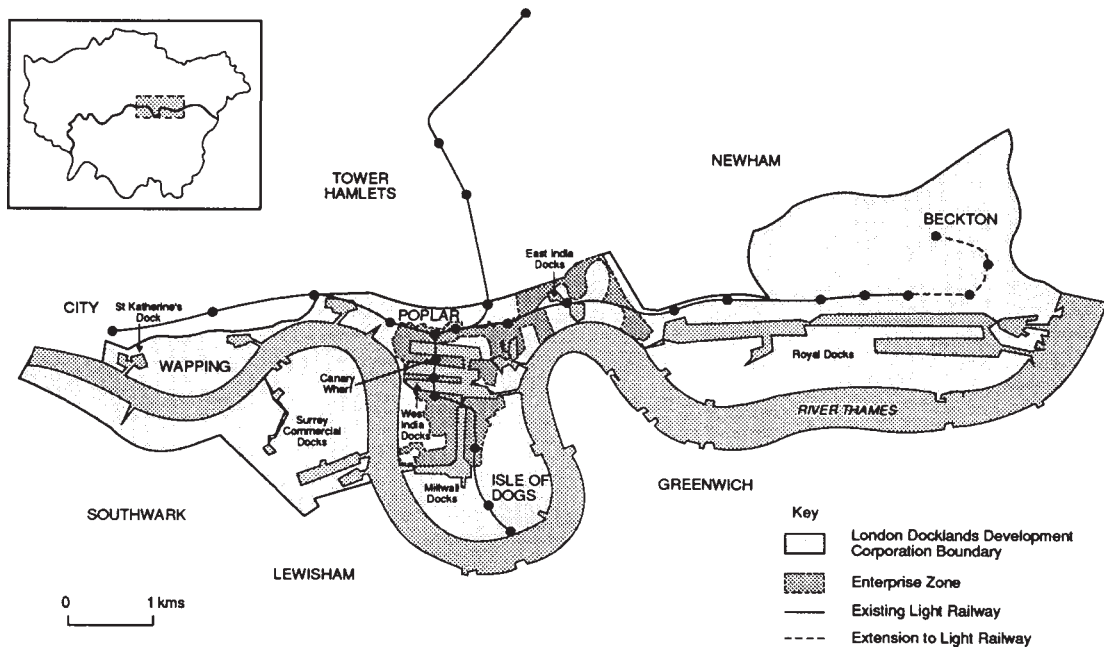 NEWHAM
TOWER
HAMLETS
BECKTON
East India
Docks
CITY
St Katherine's
Dock
POPLAR
WAPPING
Royal Docks
Canary
Wharf
RIVER THAMES
West
India
Docks
Surrey
Commercial
Docks
Millwall
Docks
ISLE OF
DOGS
GREENWICH
SOUTHWARK
LEWISHAM
Key
London Docklands Development
Corporation Boundary
Enterprise Zone
Existing Light Railway
Extension to Light Railway
0 1 kms